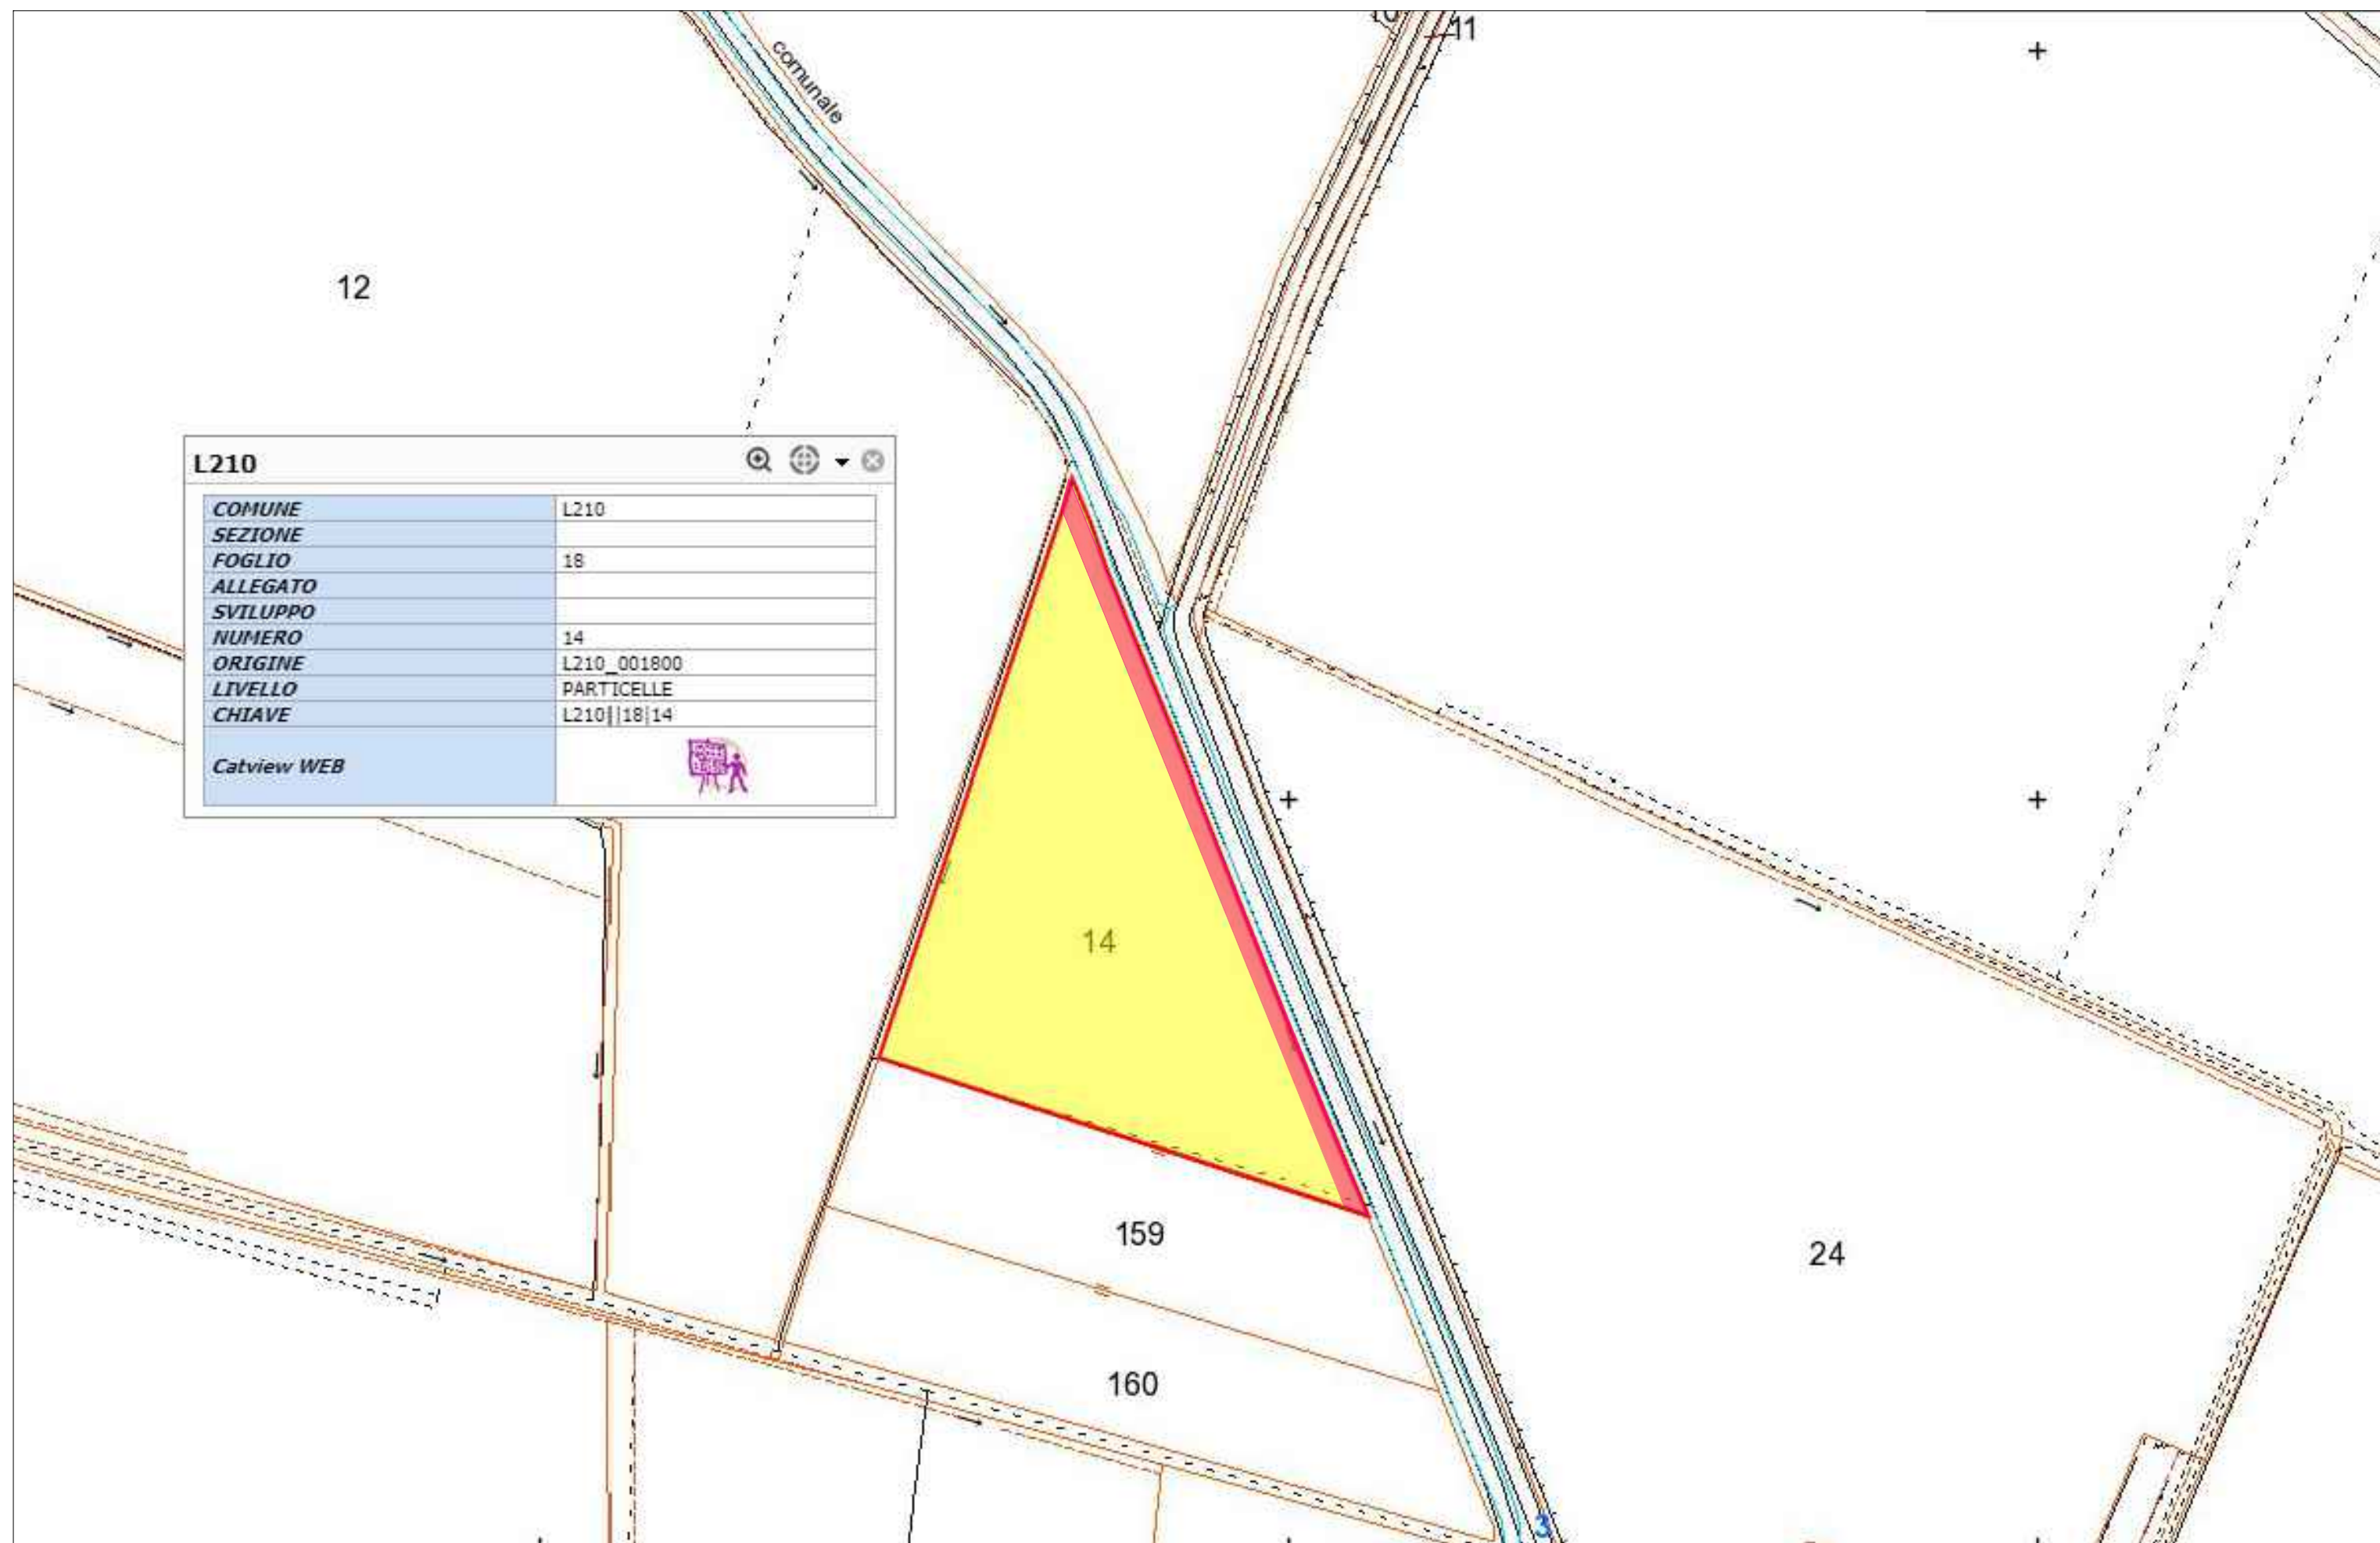 comunale
11
12
L210
COMUNE L210
SEZIONE
FOGLIO 18
ALLEGATO
SVILUPPO
NUMERO 14
ORIGINE L210_001800
LIVELLO PARTICELLE
CHIAVE L210||18|14
Catview WEB
14
159
24
160
3